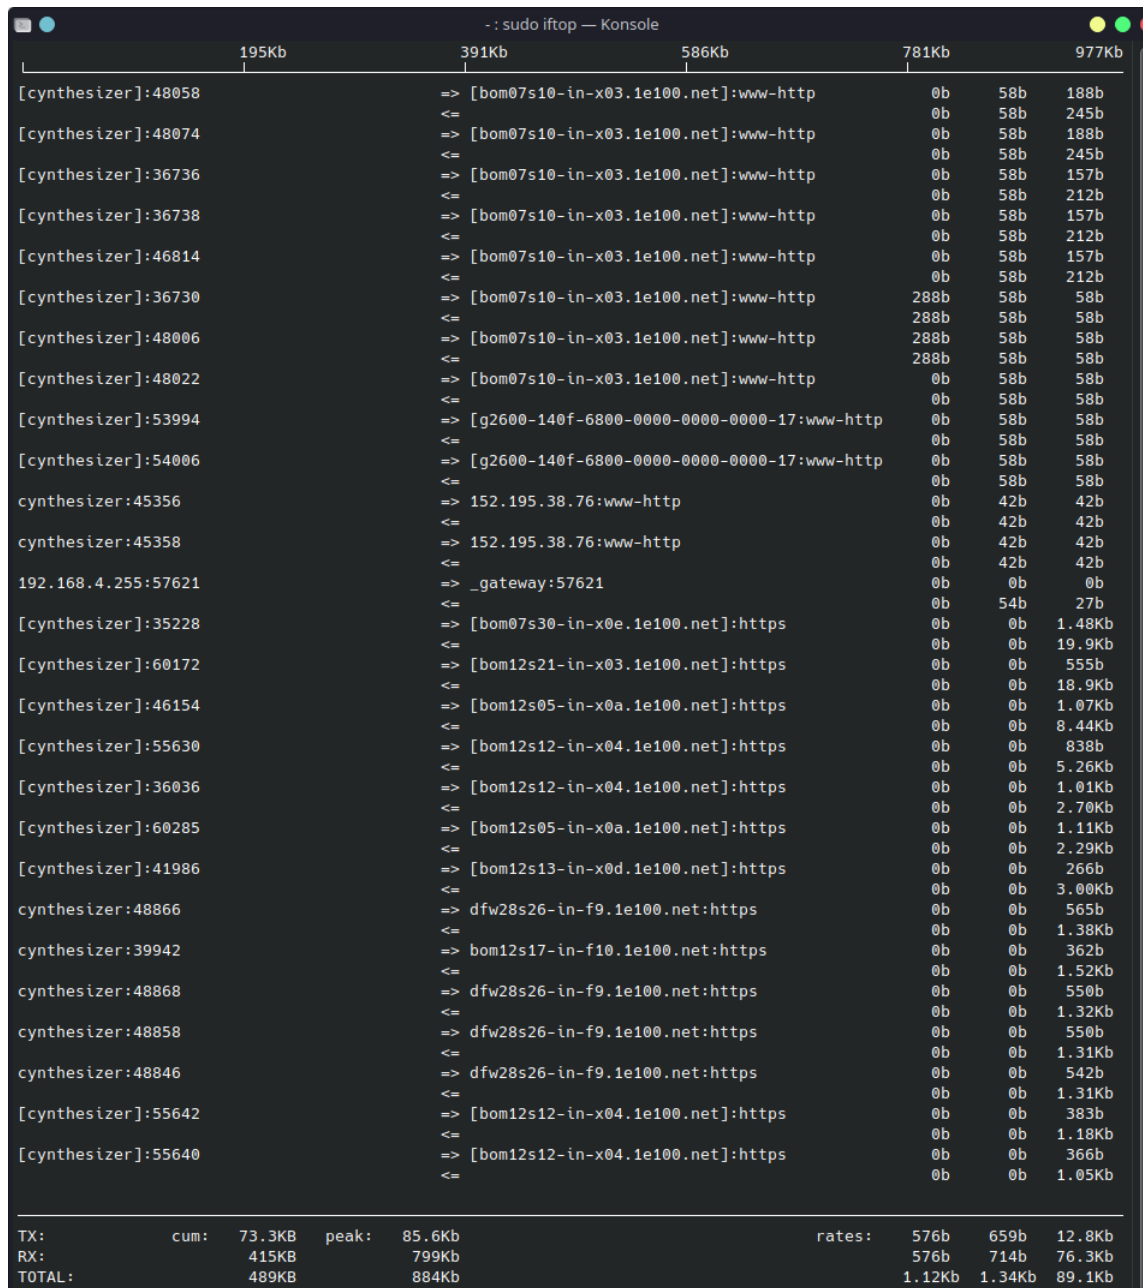 - : sudo iftop — Konsole
195Kb 391Kb 586Kb 781Kb 977Kb
[cynthesizer]:48058 => [bom07s10-in-x03.1e100.net]:www-http 0b 58b 188b
<= 0b 58b 245b
[cynthesizer]:48074 => [bom07s10-in-x03.1e100.net]:www-http 0b 58b 188b
<= 0b 58b 245b
[cynthesizer]:36736 => [bom07s10-in-x03.1e100.net]:www-http 0b 58b 157b
<= 0b 58b 212b
[cynthesizer]:36738 => [bom07s10-in-x03.1e100.net]:www-http 0b 58b 157b
<= 0b 58b 212b
[cynthesizer]:46814 => [bom07s10-in-x03.1e100.net]:www-http 0b 58b 157b
<= 0b 58b 212b
[cynthesizer]:36730 => [bom07s10-in-x03.1e100.net]:www-http 288b 58b 58b
<= 288b 58b 58b
[cynthesizer]:48006 => [bom07s10-in-x03.1e100.net]:www-http 288b 58b 58b
<= 288b 58b 58b
[cynthesizer]:48022 => [bom07s10-in-x03.1e100.net]:www-http 0b 58b 58b
<= 0b 58b 58b
[cynthesizer]:53994 => [g2600-140f-6800-0000-0000-0000-17:www-http 0b 58b 58b
<= 0b 58b 58b
[cynthesizer]:54006 => [g2600-140f-6800-0000-0000-0000-17:www-http 0b 58b 58b
<= 0b 58b 58b
cynthesizer:45356 => 152.195.38.76:www-http 0b 42b 42b
<= 0b 42b 42b
cynthesizer:45358 => 152.195.38.76:www-http 0b 42b 42b
<= 0b 42b 42b
192.168.4.255:57621 => _gateway:57621 0b 0b 0b
<= 0b 54b 27b
[cynthesizer]:35228 => [bom07s30-in-x0e.1e100.net]:https 0b 0b 1.48Kb
<= 0b 0b 19.9Kb
[cynthesizer]:60172 => [bom12s21-in-x03.1e100.net]:https 0b 0b 555b
<= 0b 0b 18.9Kb
[cynthesizer]:46154 => [bom12s05-in-x0a.1e100.net]:https 0b 0b 1.07Kb
<= 0b 0b 8.44Kb
[cynthesizer]:55630 => [bom12s12-in-x04.1e100.net]:https 0b 0b 838b
<= 0b 0b 5.26Kb
[cynthesizer]:36036 => [bom12s12-in-x04.1e100.net]:https 0b 0b 1.01Kb
<= 0b 0b 2.70Kb
[cynthesizer]:60285 => [bom12s05-in-x0a.1e100.net]:https 0b 0b 1.11Kb
<= 0b 0b 2.29Kb
[cynthesizer]:41986 => [bom12s13-in-x0d.1e100.net]:https 0b 0b 266b
<= 0b 0b 3.00Kb
cynthesizer:48866 => dfw28s26-in-f9.1e100.net:https 0b 0b 565b
<= 0b 0b 1.38Kb
cynthesizer:39942 => bom12s17-in-f10.1e100.net:https 0b 0b 362b
<= 0b 0b 1.52Kb
cynthesizer:48868 => dfw28s26-in-f9.1e100.net:https 0b 0b 550b
<= 0b 0b 1.32Kb
cynthesizer:48858 => dfw28s26-in-f9.1e100.net:https 0b 0b 550b
<= 0b 0b 1.31Kb
cynthesizer:48846 => dfw28s26-in-f9.1e100.net:https 0b 0b 542b
<= 0b 0b 1.31Kb
[cynthesizer]:55642 => [bom12s12-in-x04.1e100.net]:https 0b 0b 383b
<= 0b 0b 1.18Kb
[cynthesizer]:55640 => [bom12s12-in-x04.1e100.net]:https 0b 0b 366b
<= 0b 0b 1.05Kb
TX: cum: 73.3KB peak: 85.6Kb rates: 576b 659b 12.8Kb
RX: 415KB 799Kb 576b 714b 76.3Kb
TOTAL: 489KB 884Kb 1.12Kb 1.34Kb 89.1Kb